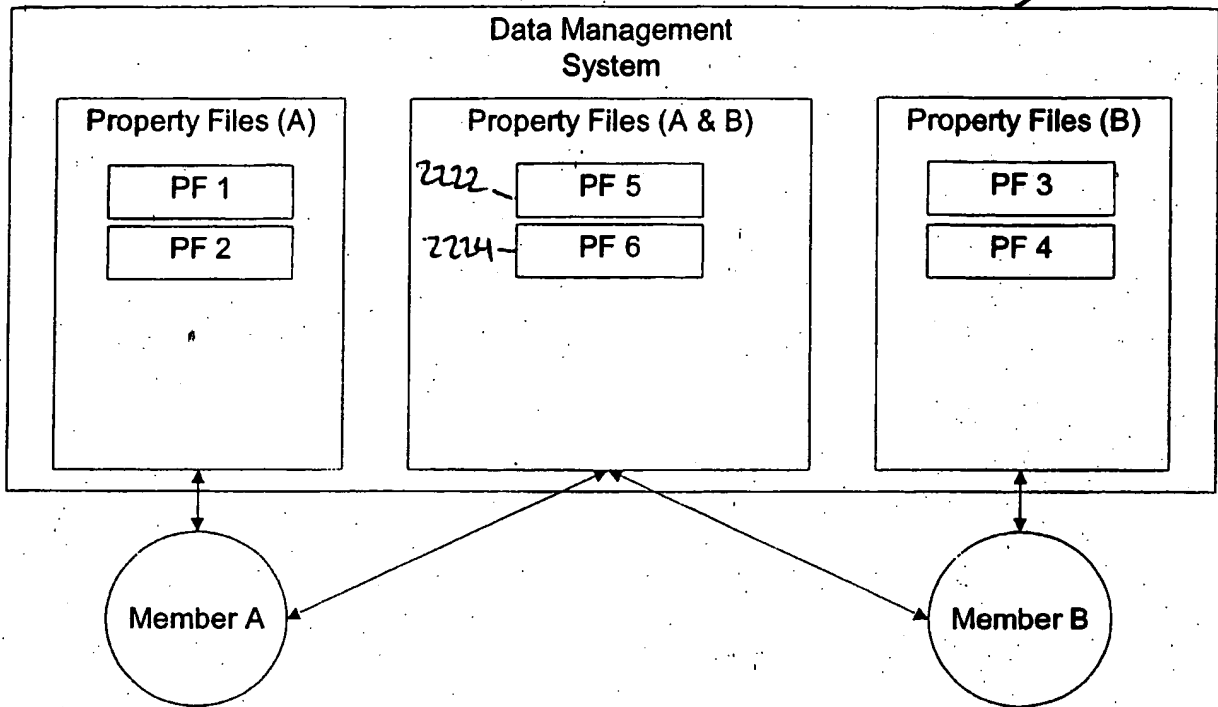 Data Management
System
Property Files (A)
PF 1
PF 2
Property Files (A & B)
2222
PF 5
2224
PF 6
Property Files (B)
PF 3
PF 4
Member A
Member B